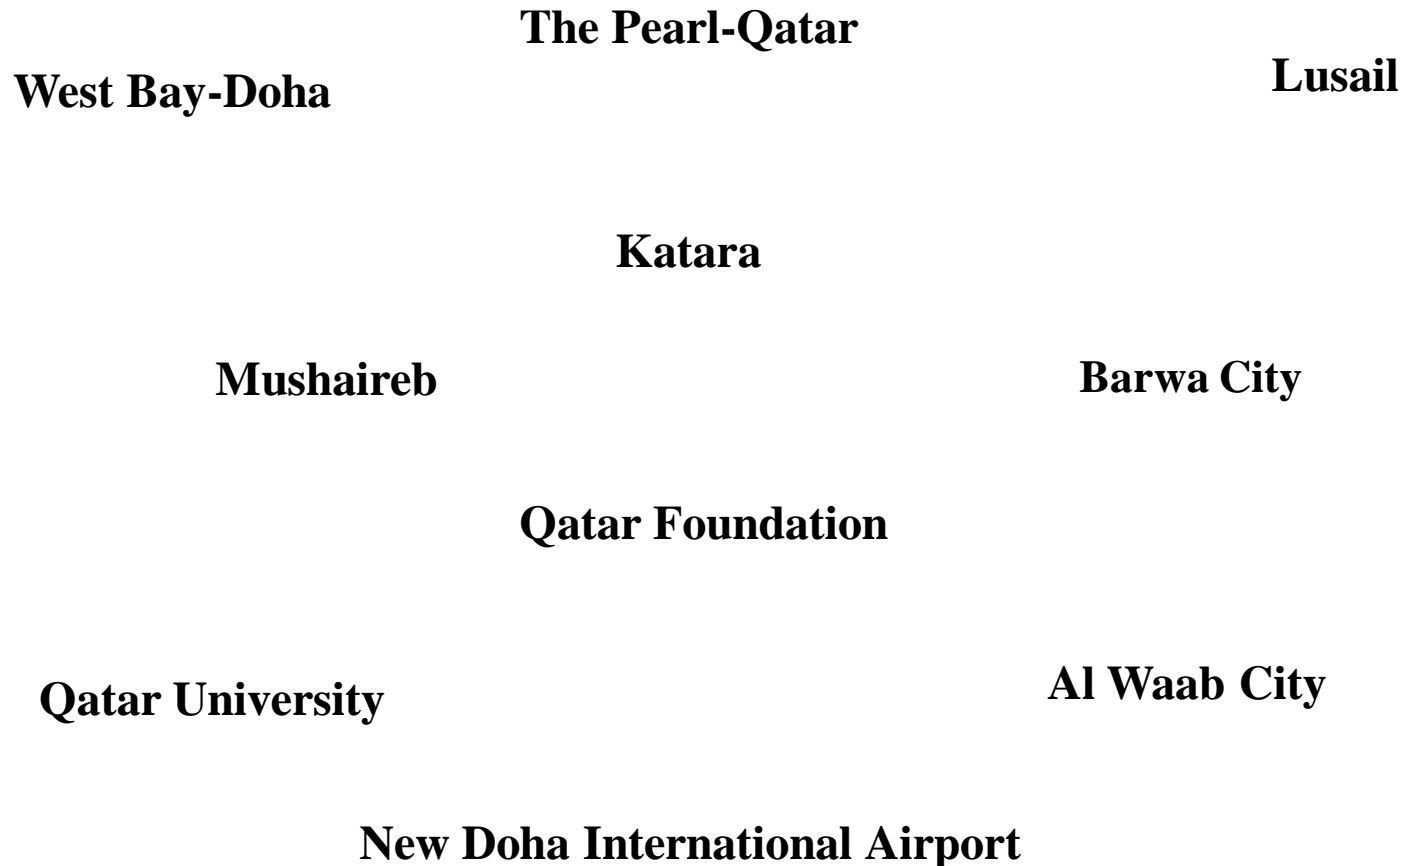 The Pearl-Qatar
West Bay-Doha
Lusail
Katara
Mushaireb
Barwa City
Qatar Foundation
Qatar University
Al Waab City
New Doha International Airport